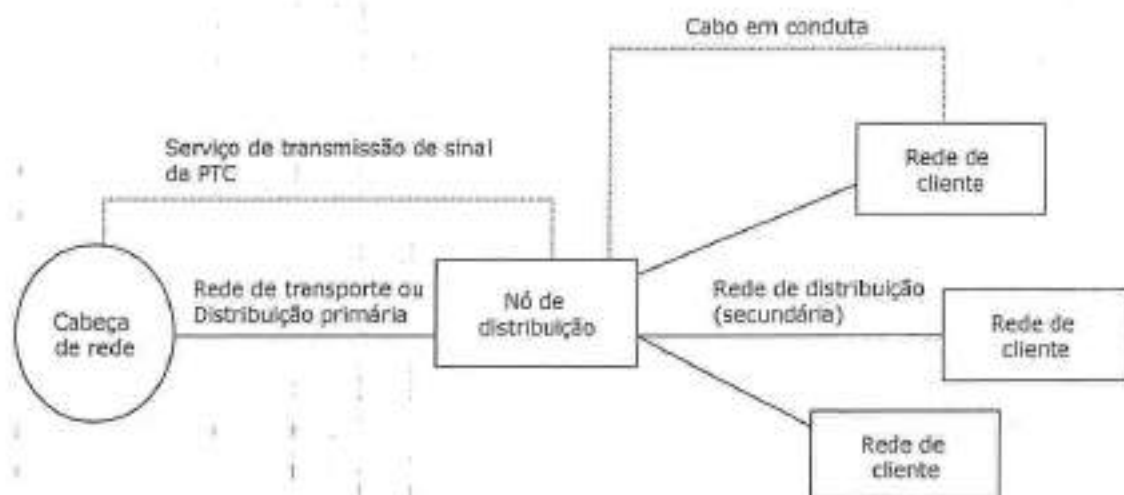 Cabo em conduta
Serviço de transmissão de sinal
da PTC
Rede de
cliente
Rede de transporte ou
Distribuição primária
Cabeça
de rede
Nó de
distribuição
Rede de distribuição
(secundária)
Rede de
cliente
Rede de
cliente